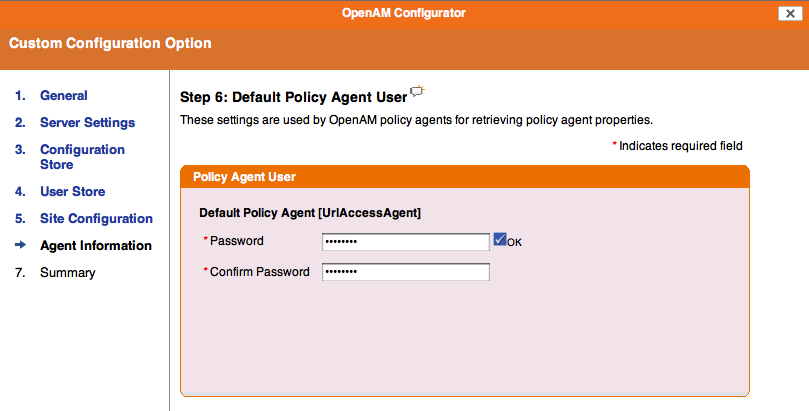 OpenAM Configurator
Custom Configuration Option
1. General
2. Server Settings
3. Configuration
Store
4. User Store
5. Site Configuration
Agent Information
7. Summary
Step 6: Default Policy Agent User
These settings are used by OpenAM policy agents for retrieving policy agent properties.
* Indicates required field
Policy Agent User
Default Policy Agent [UrlAccessAgent]
* Password •••••••• OK
* Confirm Password ••••••••